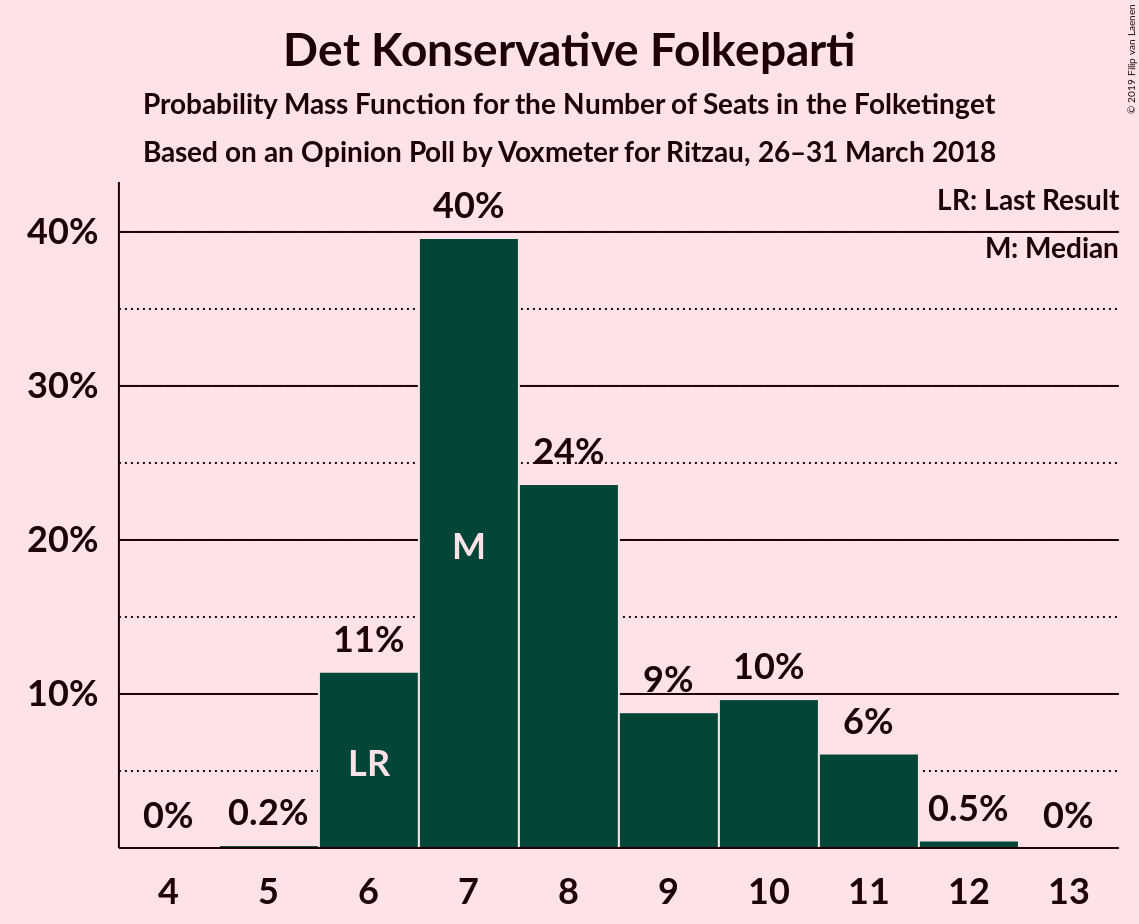 Det Konservative Folkeparti
Probability Mass Function for the Number of Seats in the Folketinget
Based on an Opinion Poll by Voxmeter for Ritzau, 26–31 March 2018
© 2019 Filip van Laenen
LR: Last Result
M: Median
40%
30%
20%
10%
0%
0.2%
11%
40%
24%
9%
10%
6%
0.5%
0%
LR
M
4 5 6 7 8 9 10 11 12 13